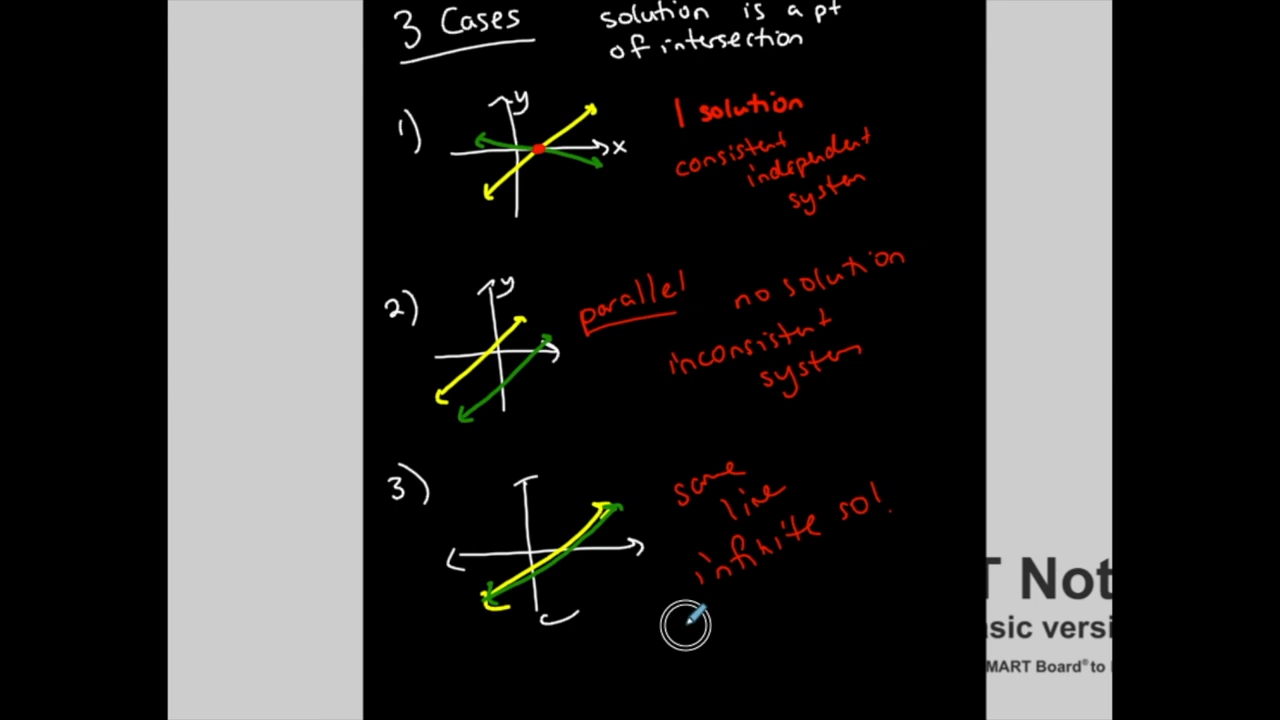 3 Cases
solution is a pt
of intersection
1)
y
x
1 solution
consistent
independent
system
2)
y
parallel
no solution
inconsistent
system
3)
same
line
infinite sol.
T Not
asic versi
MART Board® to